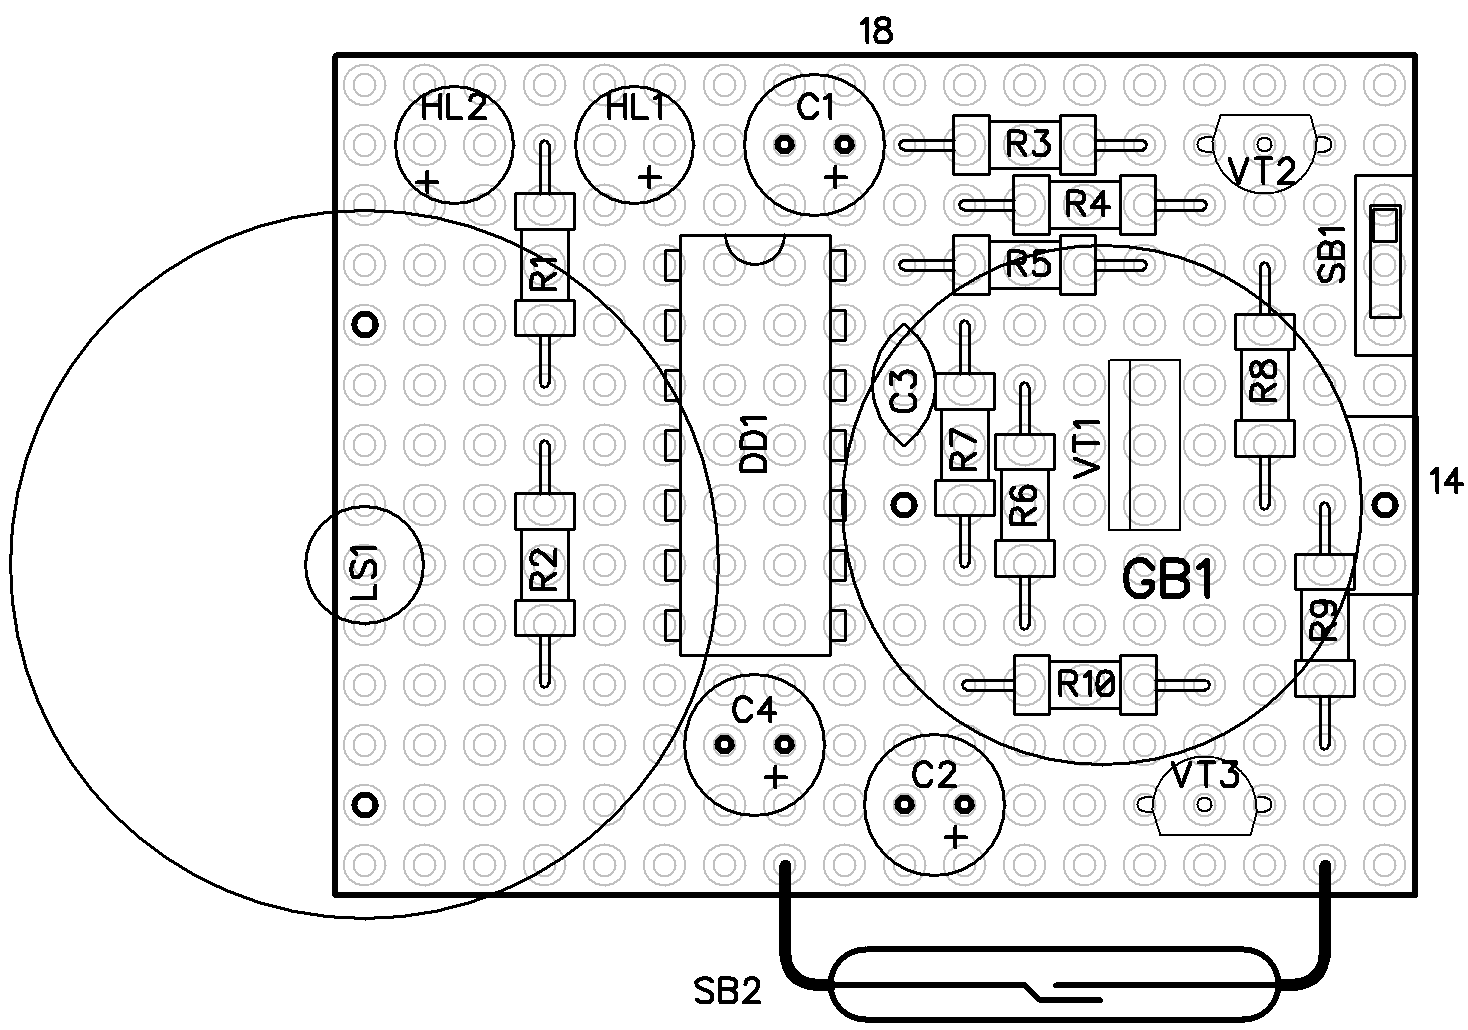 18
HL2
HL1
C1
R3
VT2
+
+
+
R4
SB1
R1
R5
C3
R8
DD1
R7
VT1
14
R6
LS1
R2
GB1
R9
R10
C4
+
C2
VT3
+
SB2